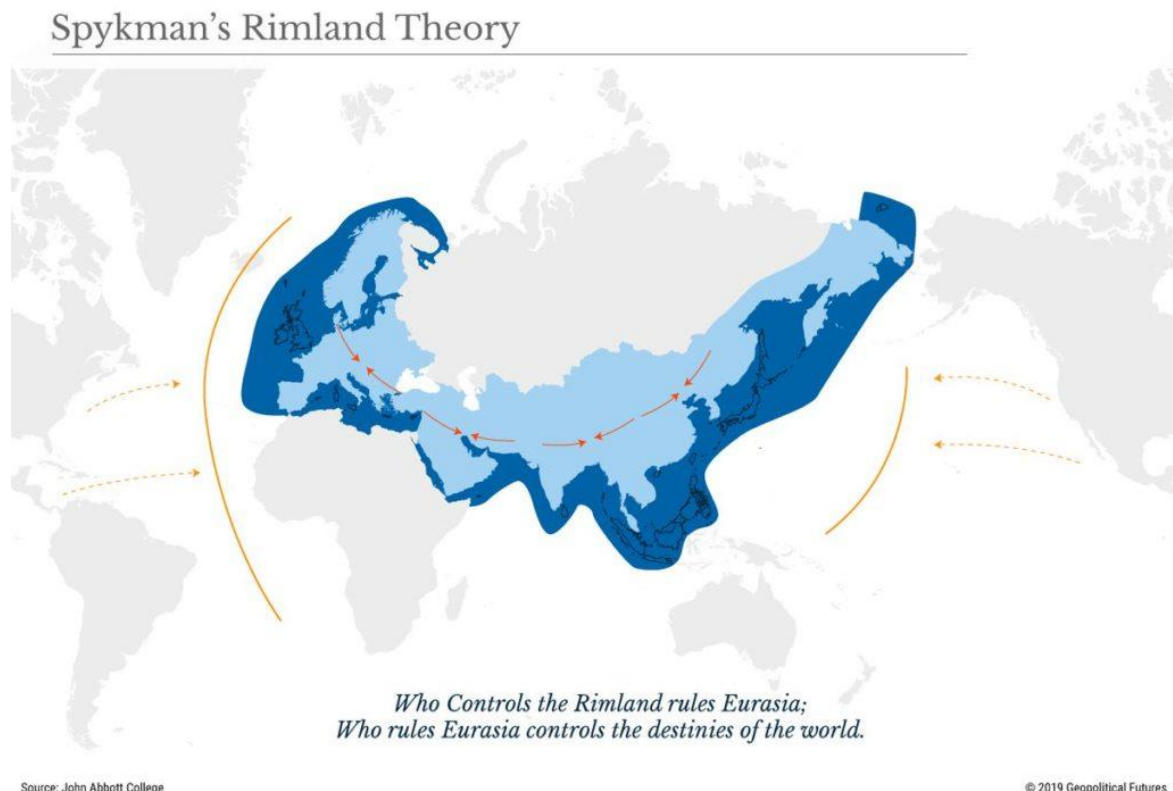 Spykman's Rimland Theory
Who Controls the Rimland rules Eurasia;
Who rules Eurasia controls the destinies of the world.
Source: John Abbott College
© 2019 Geopolitical Futures